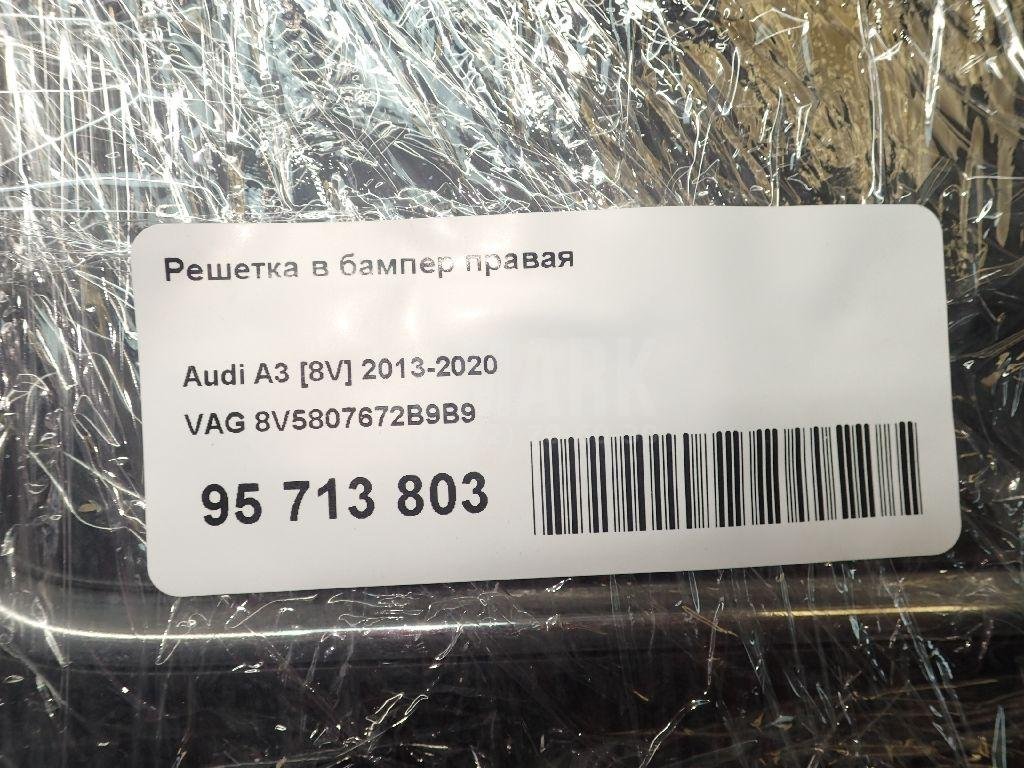 Решетка в бампер правая
Audi A3 [8V] 2013-2020
VAG 8V5807672B9B9
95 713 803